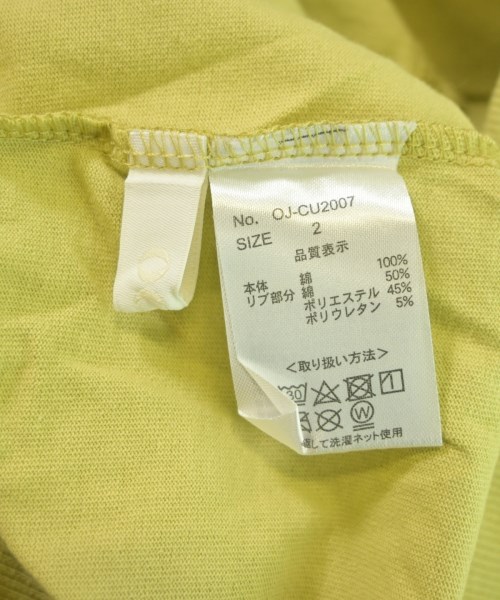 No. OJ-CU2007
SIZE 2
品質表示
本体 綿 100%
リブ部分 綿 50%
ポリエステル 45%
ポリウレタン 5%
＜取り扱い方法＞
30
W
して洗濯ネット使用